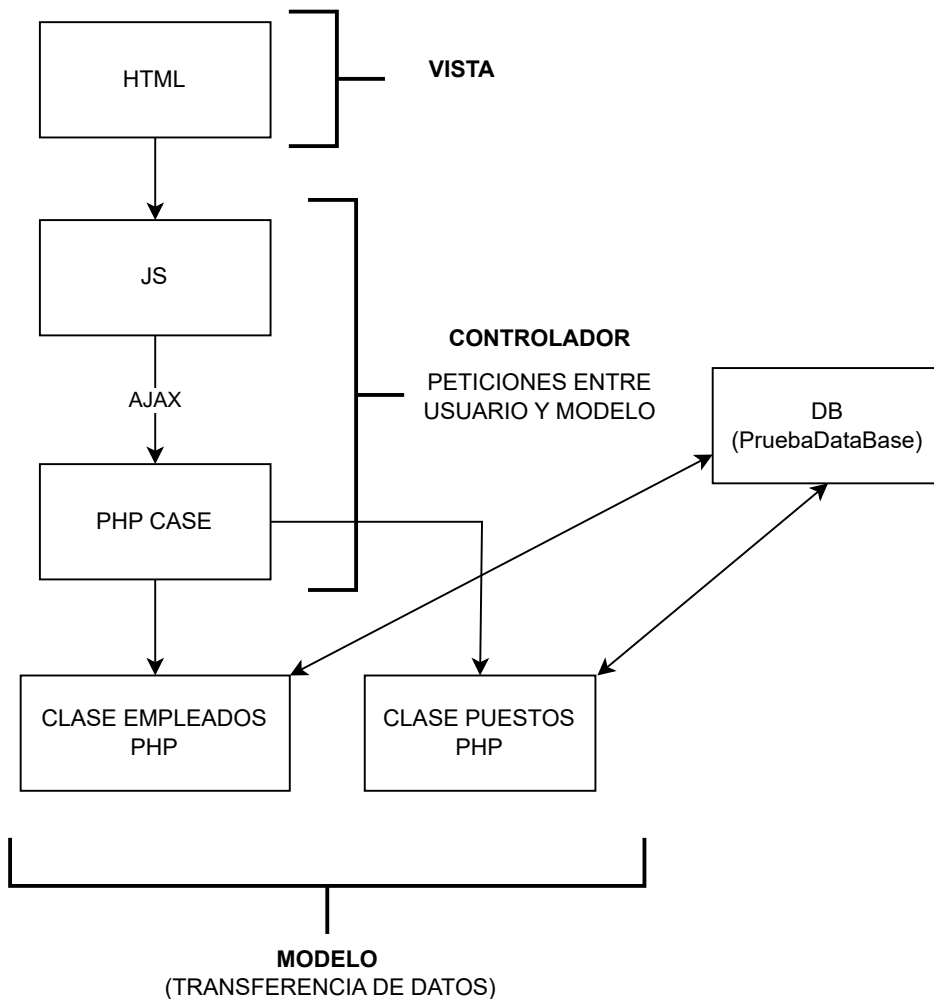 HTML
VISTA
JS
AJAX
CONTROLADOR
PETICIONES ENTRE
USUARIO Y MODELO
DB
(PruebaDataBase)
PHP CASE
CLASE EMPLEADOS
PHP
CLASE PUESTOS
PHP
MODELO
(TRANSFERENCIA DE DATOS)